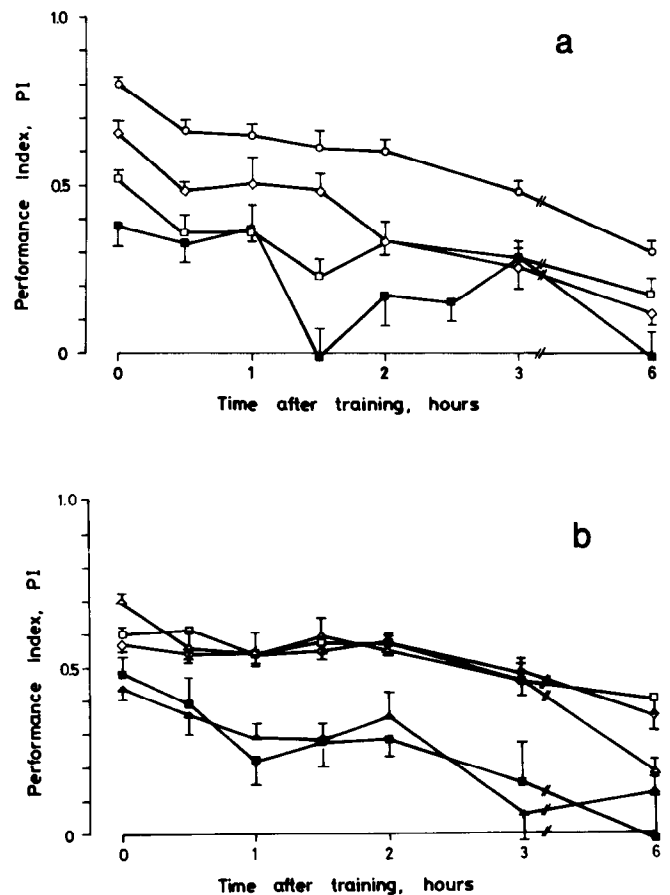 a
1.0
0.5
0
Performance Index, PI
0 1 2 3 6
Time after training, hours
b
1.0
0.5
0
Performance Index, PI
0 1 2 3 6
Time after training, hours